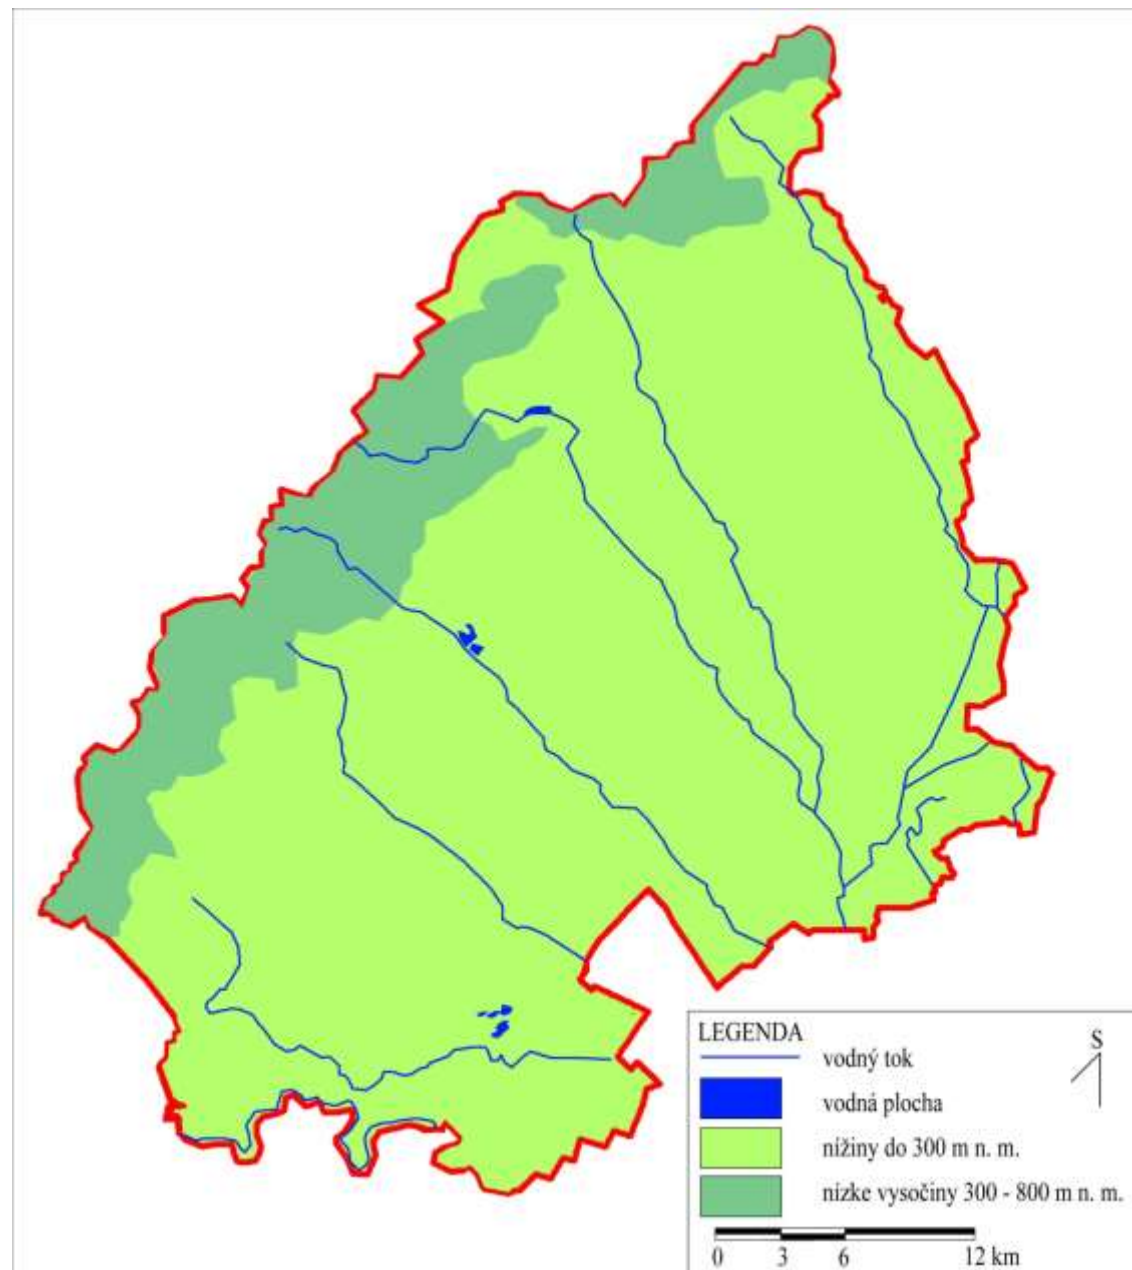 LEGENDA
S
vodný tok
vodná plocha
nížiny do 300 m n. m.
nízke vysočiny 300 - 800 m n. m.
0 3 6 12 km